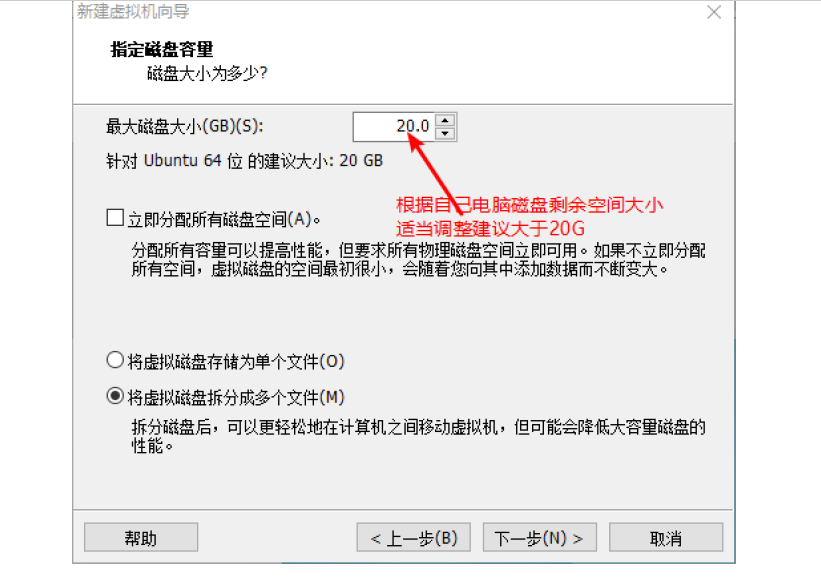 新建虚拟机向导
指定磁盘容量
磁盘大小为多少?
最大磁盘大小(GB)(S):
20.0
针对 Ubuntu 64 位 的建议大小: 20 GB
根据自己电脑磁盘剩余空间大小
适当调整建议大于20G
立即分配所有磁盘空间(A)。
分配所有容量可以提高性能，但要求所有物理磁盘空间立即可用。如果不立即分配
所有空间，虚拟磁盘的空间最初很小，会随着您向其中添加数据而不断变大。
将虚拟磁盘存储为单个文件(O)
将虚拟磁盘拆分成多个文件(M)
拆分磁盘后，可以更轻松地在计算机之间移动虚拟机，但可能会降低大容量磁盘的
性能。
帮助
< 上一步(B)
下一步(N) >
取消